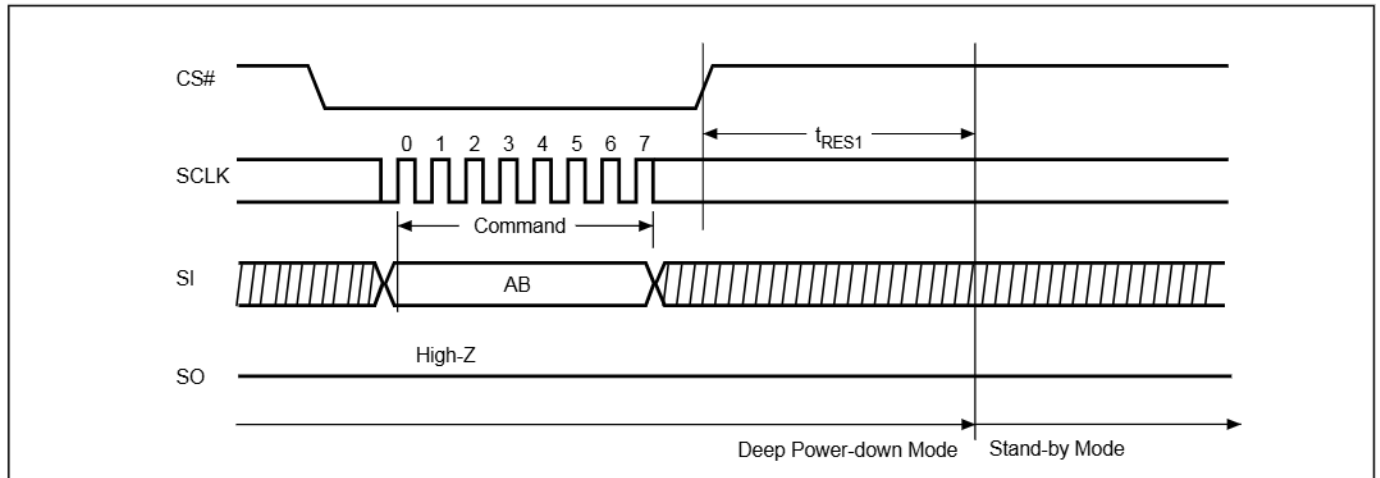 CS#
tRES1
0 1 2 3 4 5 6 7
SCLK
Command
SI
AB
High-Z
SO
Deep Power-down Mode Stand-by Mode